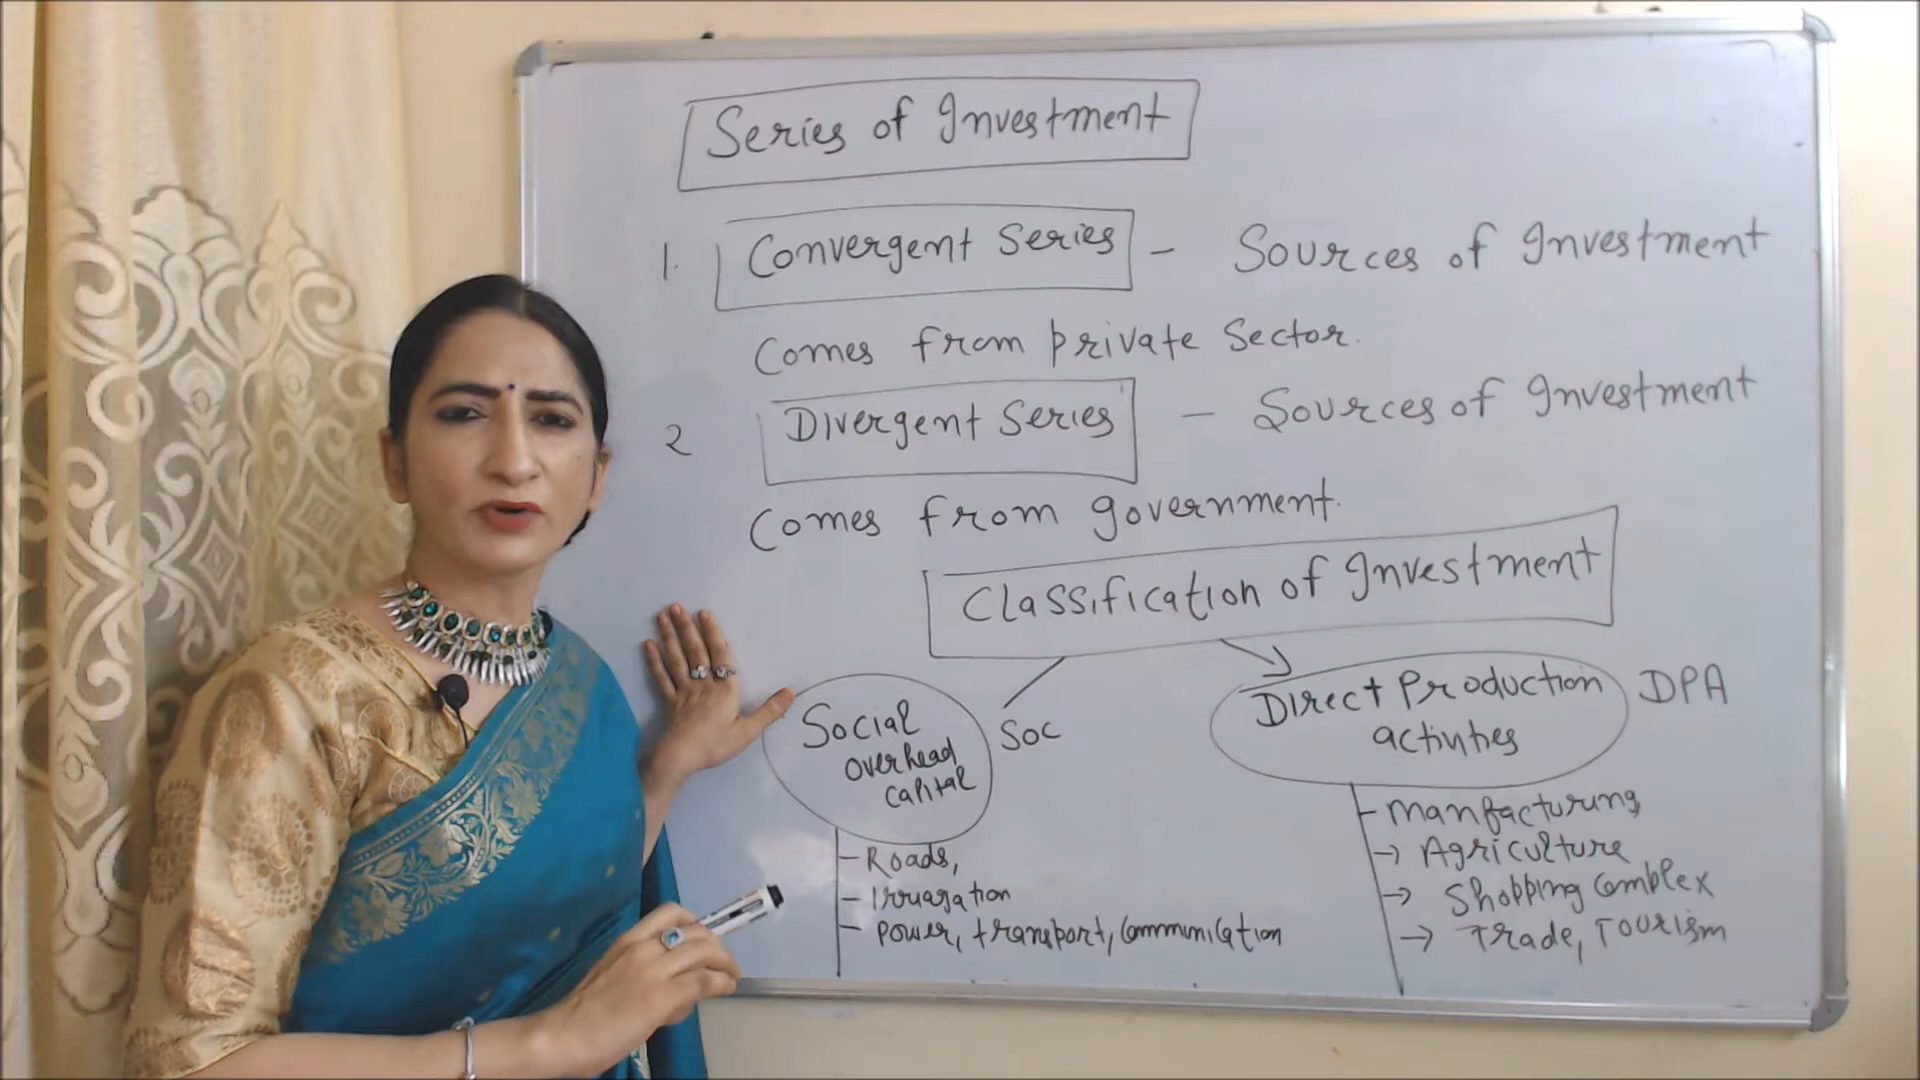 Series of Investment
1. Convergent Series - Sources of Investment
Comes from private Sector.
2 Divergent Series - Sources of Investment
Comes from government.
Classification of Investment
Social overhead capital SOC
Direct Production activities DPA
- Roads,
- Irruagation
- power, transport, Communication
- Manfacturing
→ Agriculture
→ Shopping Complex
→ Trade, Tourism